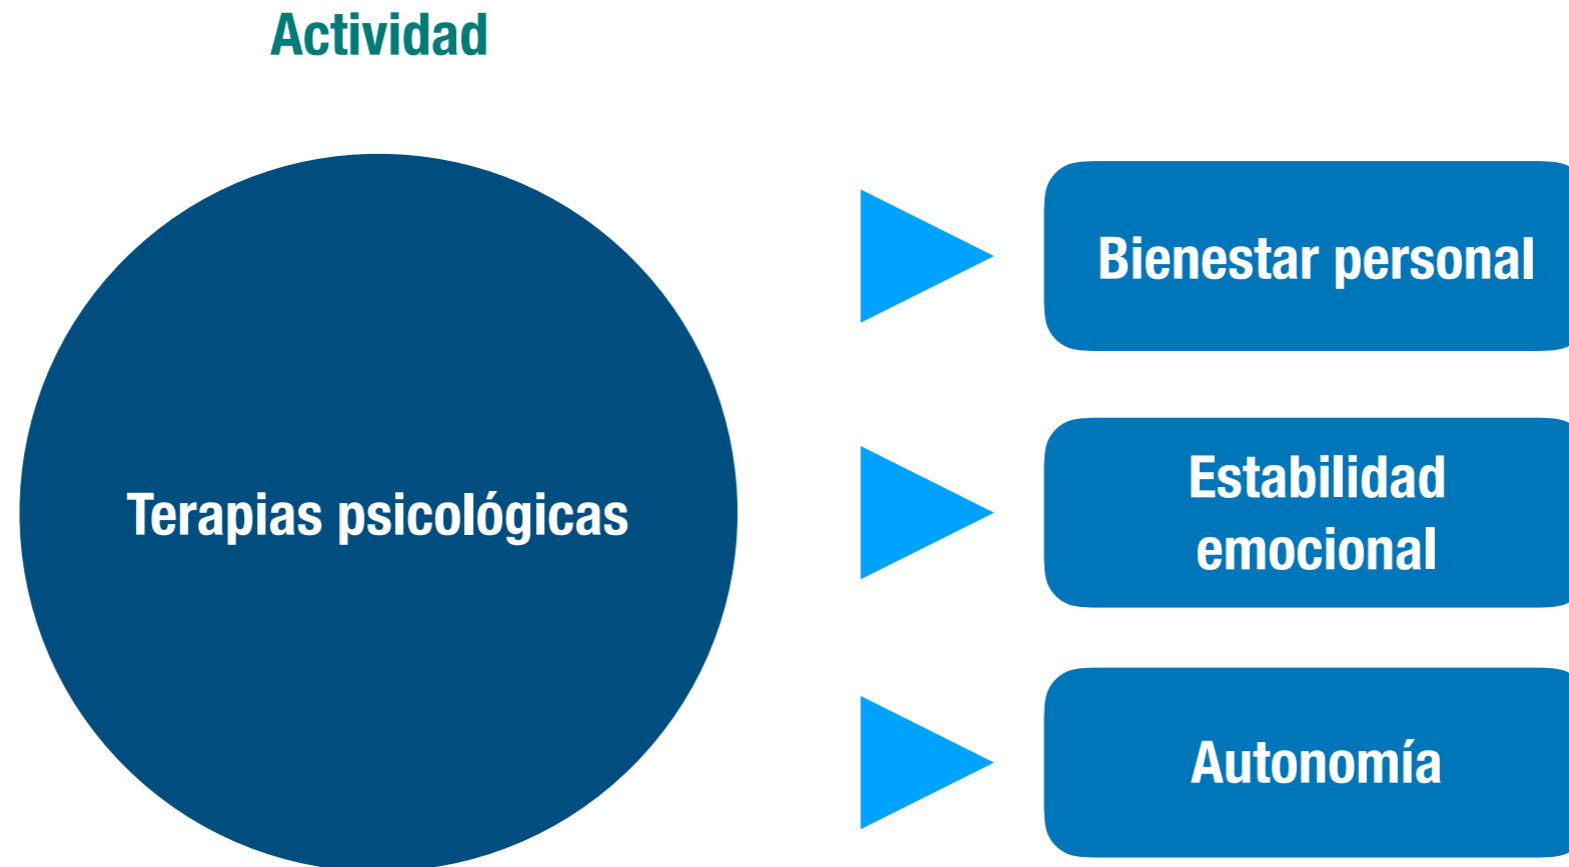 Actividad
Terapias psicológicas
Bienestar personal
Estabilidad
emocional
Autonomía